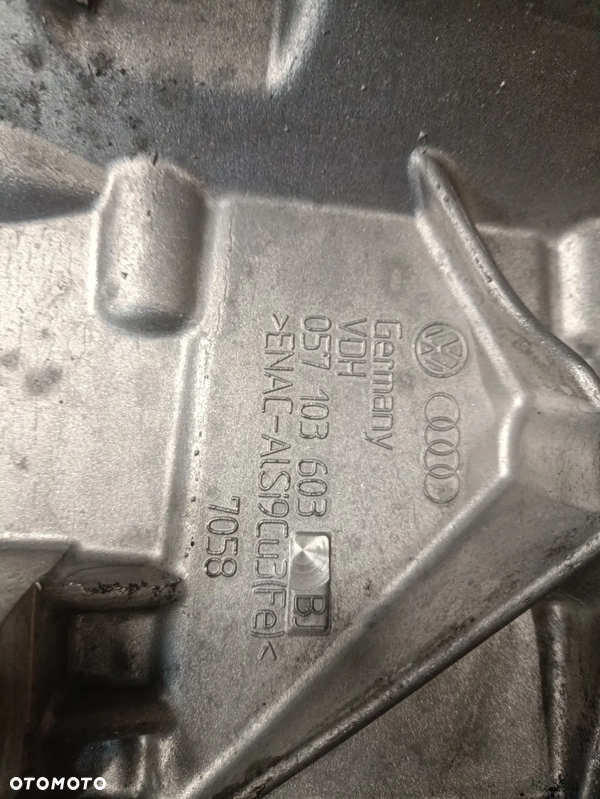 Germany
VDH
057 103 603 BJ
>ENAC-AlSi9Cu3(Fe)<
7058
OTOMOTO